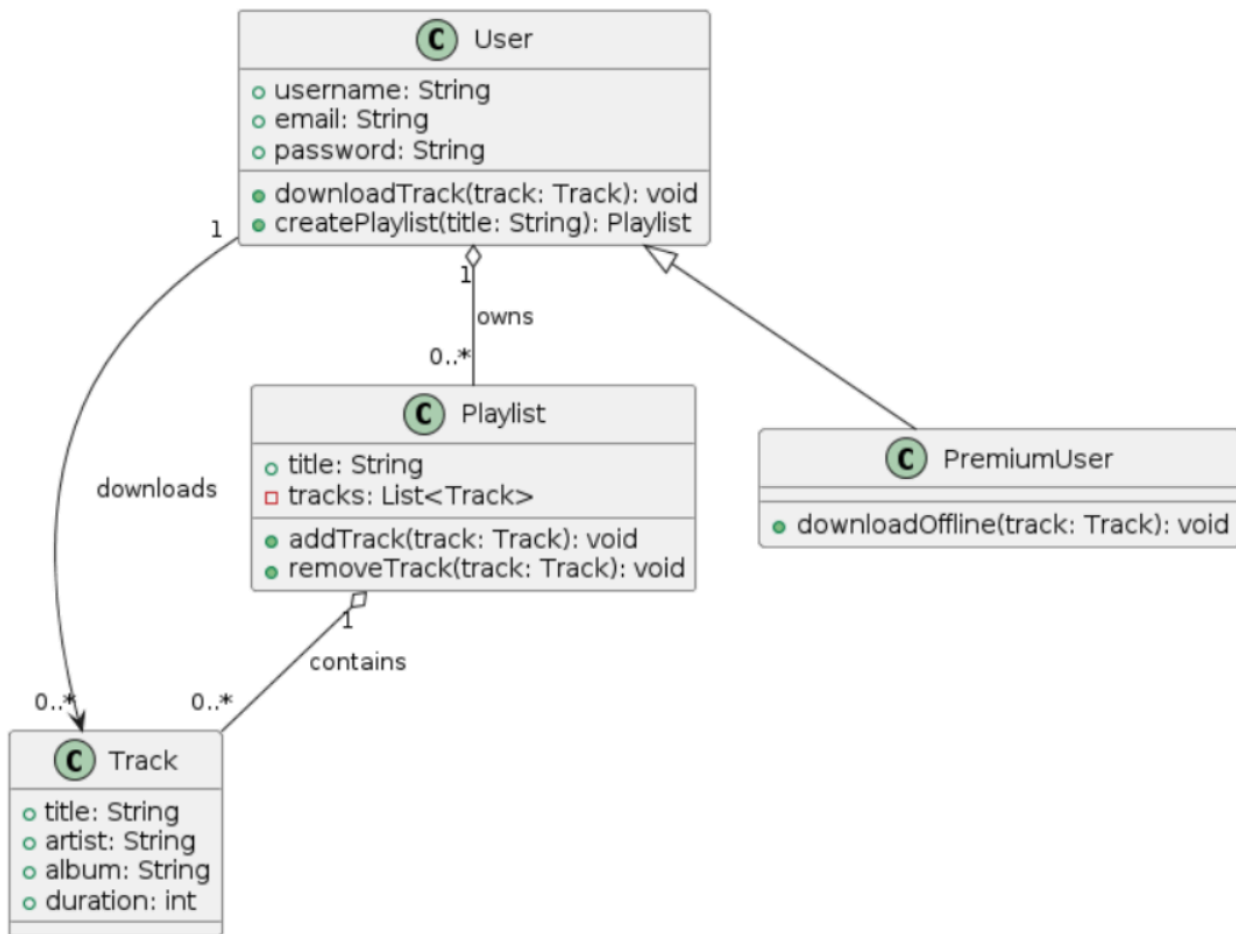 C User
username: String
email: String
password: String
downloadTrack(track: Track): void
createPlaylist(title: String): Playlist
1
1
owns
0..*
C Playlist
title: String
tracks: List<Track>
addTrack(track: Track): void
removeTrack(track: Track): void
C PremiumUser
downloadOffline(track: Track): void
downloads
1
contains
0..*
0..*
C Track
title: String
artist: String
album: String
duration: int